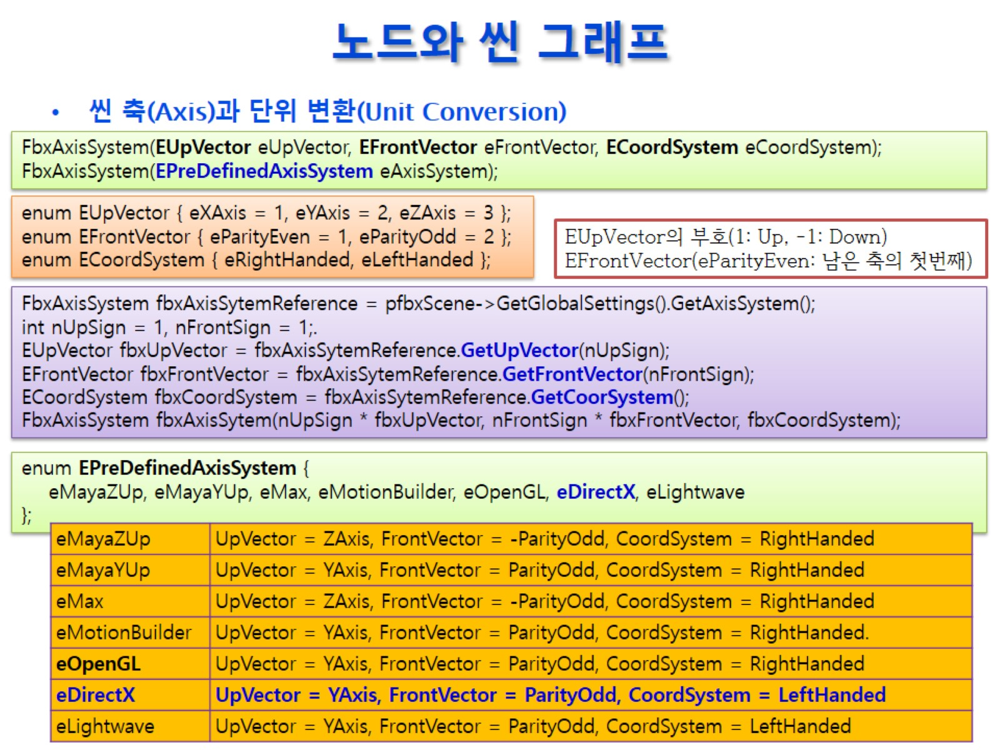 노드와 씬 그래프
• 씬 축(Axis)과 단위 변환(Unit Conversion)
FbxAxisSystem(EUpVector eUpVector, EFrontVector eFrontVector, ECoordSystem eCoordSystem);
FbxAxisSystem(EPreDefinedAxisSystem eAxisSystem);
enum EUpVector { eXAxis = 1, eYAxis = 2, eZAxis = 3 };
enum EFrontVector { eParityEven = 1, eParityOdd = 2 };
enum ECoordSystem { eRightHanded, eLeftHanded };
EUpVector의 부호(1: Up, -1: Down)
EFrontVector(eParityEven: 남은 축의 첫번째)
FbxAxisSystem fbxAxisSytemReference = pfbxScene->GetGlobalSettings().GetAxisSystem();
int nUpSign = 1, nFrontSign = 1;.
EUpVector fbxUpVector = fbxAxisSytemReference.GetUpVector(nUpSign);
EFrontVector fbxFrontVector = fbxAxisSytemReference.GetFrontVector(nFrontSign);
ECoordSystem fbxCoordSystem = fbxAxisSytemReference.GetCoorSystem();
FbxAxisSystem fbxAxisSytem(nUpSign * fbxUpVector, nFrontSign * fbxFrontVector, fbxCoordSystem);
enum EPreDefinedAxisSystem {
eMayaZUp, eMayaYUp, eMax, eMotionBuilder, eOpenGL, eDirectX, eLightwave
};
eMayaZUp UpVector = ZAxis, FrontVector = -ParityOdd, CoordSystem = RightHanded
eMayaYUp UpVector = YAxis, FrontVector = ParityOdd, CoordSystem = RightHanded
eMax UpVector = ZAxis, FrontVector = -ParityOdd, CoordSystem = RightHanded
eMotionBuilder UpVector = YAxis, FrontVector = ParityOdd, CoordSystem = RightHanded.
eOpenGL UpVector = YAxis, FrontVector = ParityOdd, CoordSystem = RightHanded
eDirectX UpVector = YAxis, FrontVector = ParityOdd, CoordSystem = LeftHanded
eLightwave UpVector = YAxis, FrontVector = ParityOdd, CoordSystem = LeftHanded